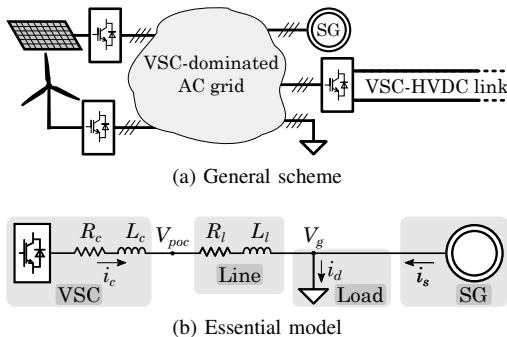 SG
VSC-dominated
AC grid
VSC-HVDC link
(a) General scheme
R_c L_c V_poc R_l L_l V_g
i_c i_d i_s
VSC Line Load SG
(b) Essential model